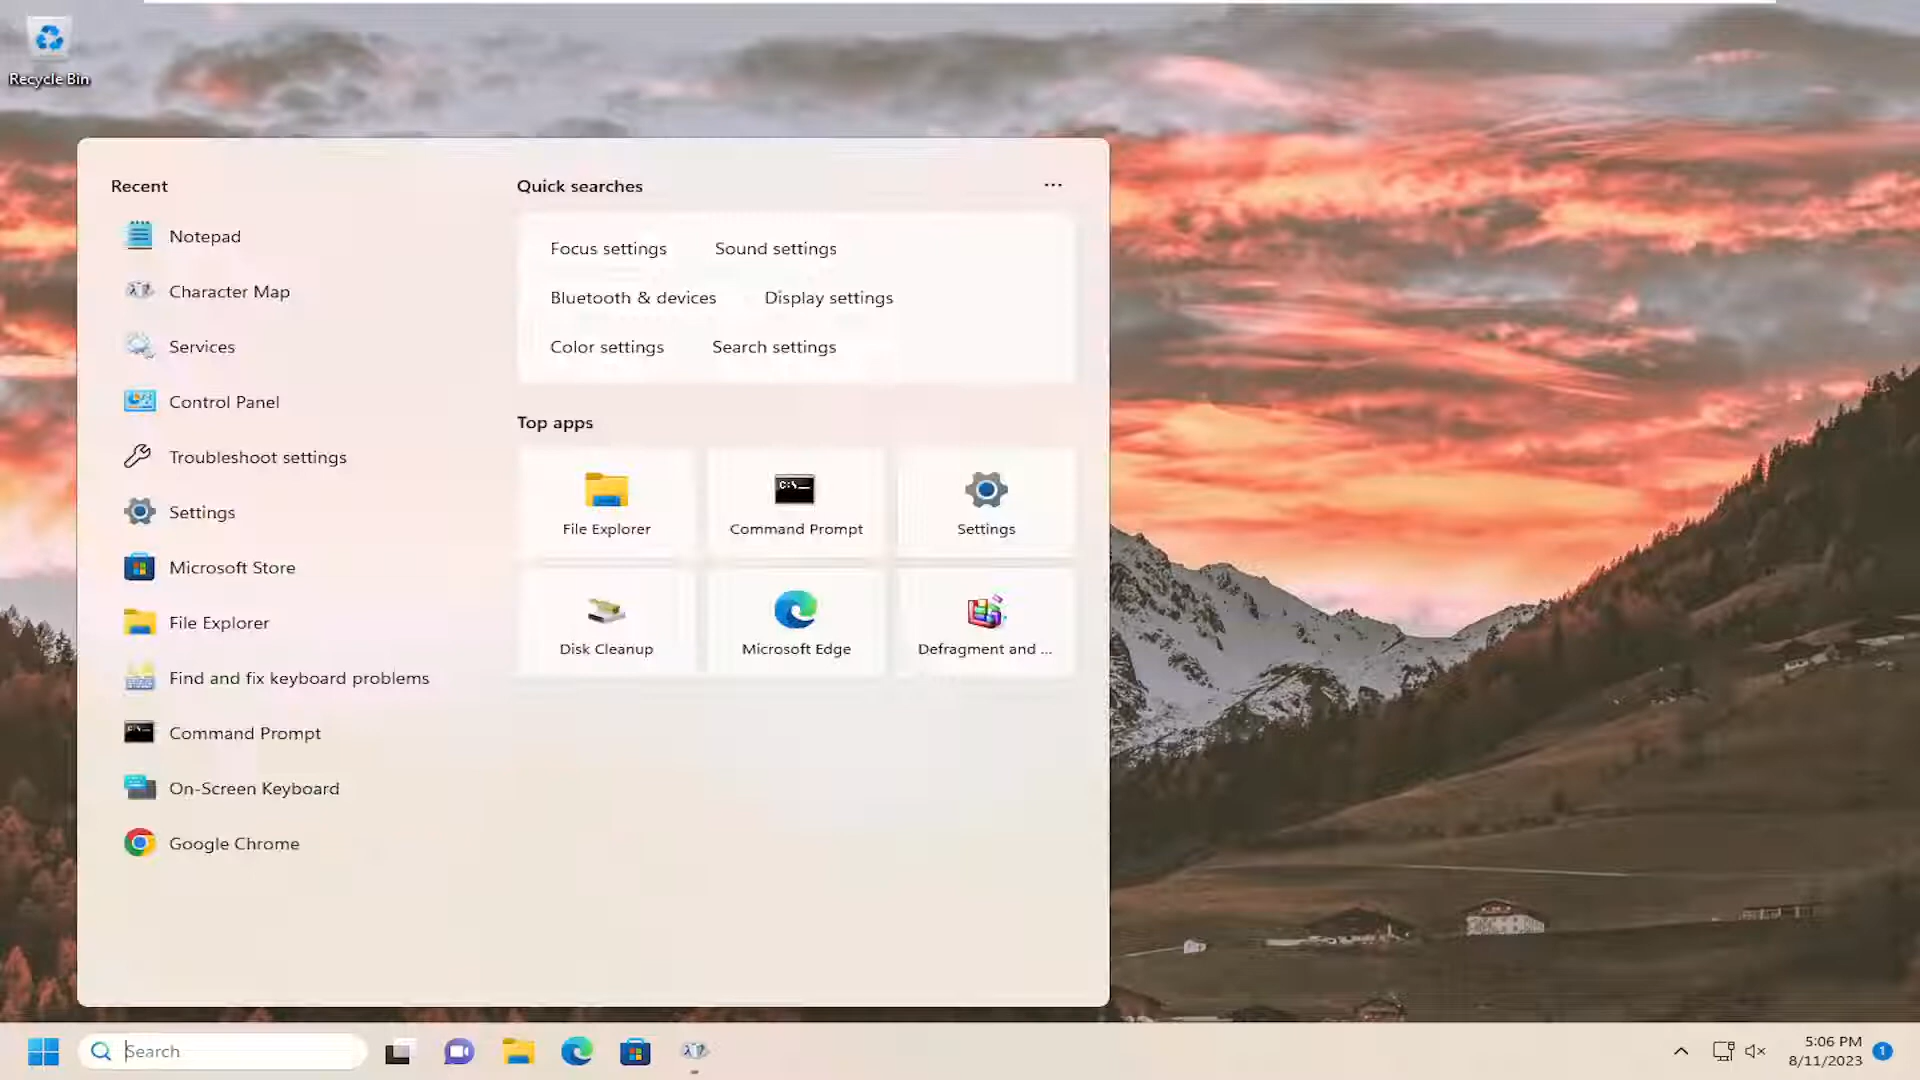 Recycle Bin
Recent
Notepad
Character Map
Services
Control Panel
Troubleshoot settings
Settings
Microsoft Store
File Explorer
Find and fix keyboard problems
Command Prompt
On-Screen Keyboard
Google Chrome
Quick searches
Focus settings Sound settings
Bluetooth & devices Display settings
Color settings Search settings
Top apps
C:\_
File Explorer Command Prompt Settings
Disk Cleanup Microsoft Edge Defragment and ...
Search
5:06 PM
8/11/2023
1